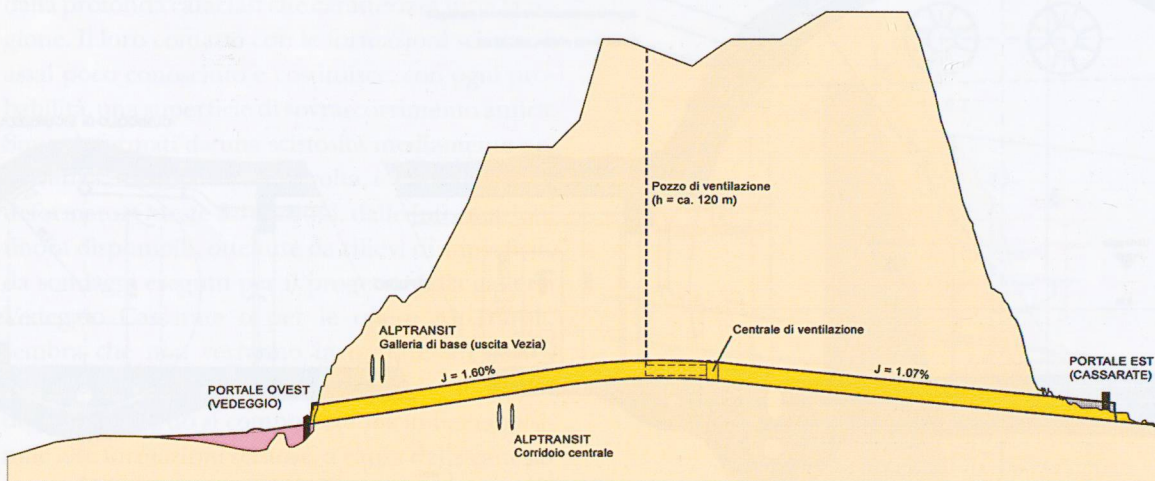 Pozzo di ventilazione
(h = ca. 120 m)
ALPTRANSIT
Galleria di base (uscita Vezia)
Centrale di ventilazione
J = 1.60%
J = 1.07%
PORTALE OVEST
(VEDEGGIO)
PORTALE EST
(CASSARATE)
ALPTRANSIT
Corridoio centrale